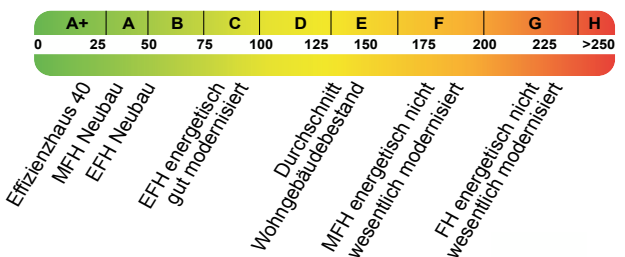 A+ A B C D E F G H
0 25 50 75 100 125 150 175 200 225 >250
Effizienzhaus 40
MFH Neubau
EFH Neubau
EFH energetisch
gut modernisiert
Durchschnitt
Wohngebäudebestand
MFH energetisch nicht
wesentlich modernisiert
FH energetisch nicht
wesentlich modernisiert